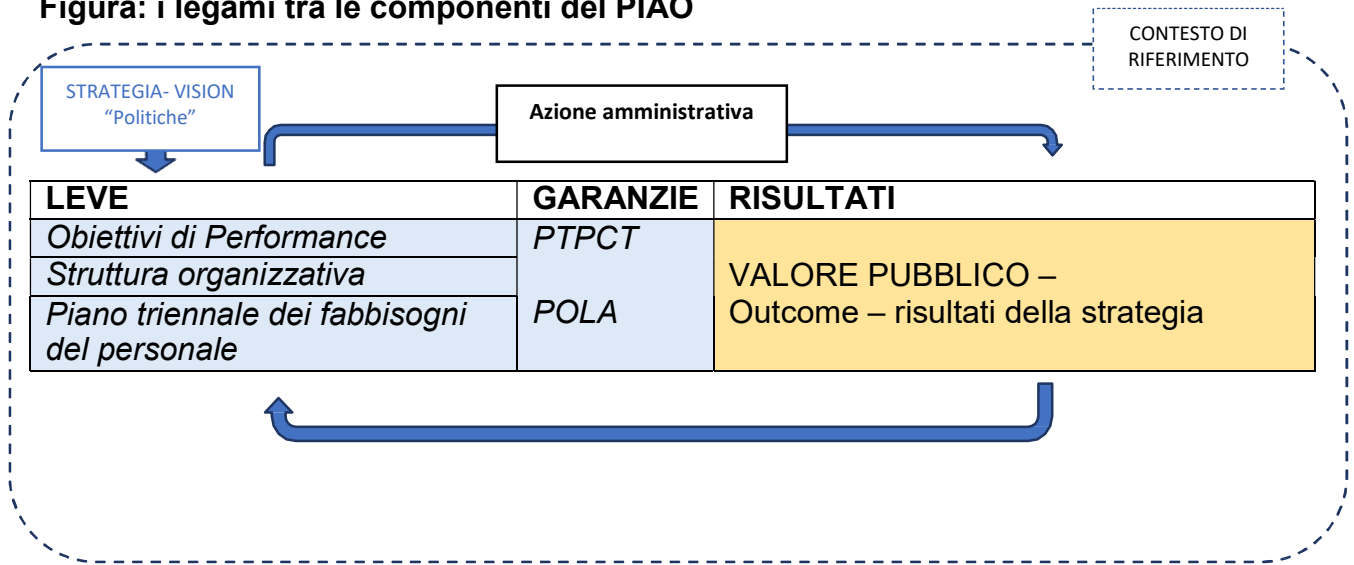 Figura: i legami tra le componenti del PIAO
CONTESTO DI
RIFERIMENTO
STRATEGIA- VISION
“Politiche”
Azione amministrativa
LEVE GARANZIE RISULTATI
Obiettivi di Performance PTPCT
Struttura organizzativa VALORE PUBBLICO –
Piano triennale dei fabbisogni POLA Outcome – risultati della strategia
del personale